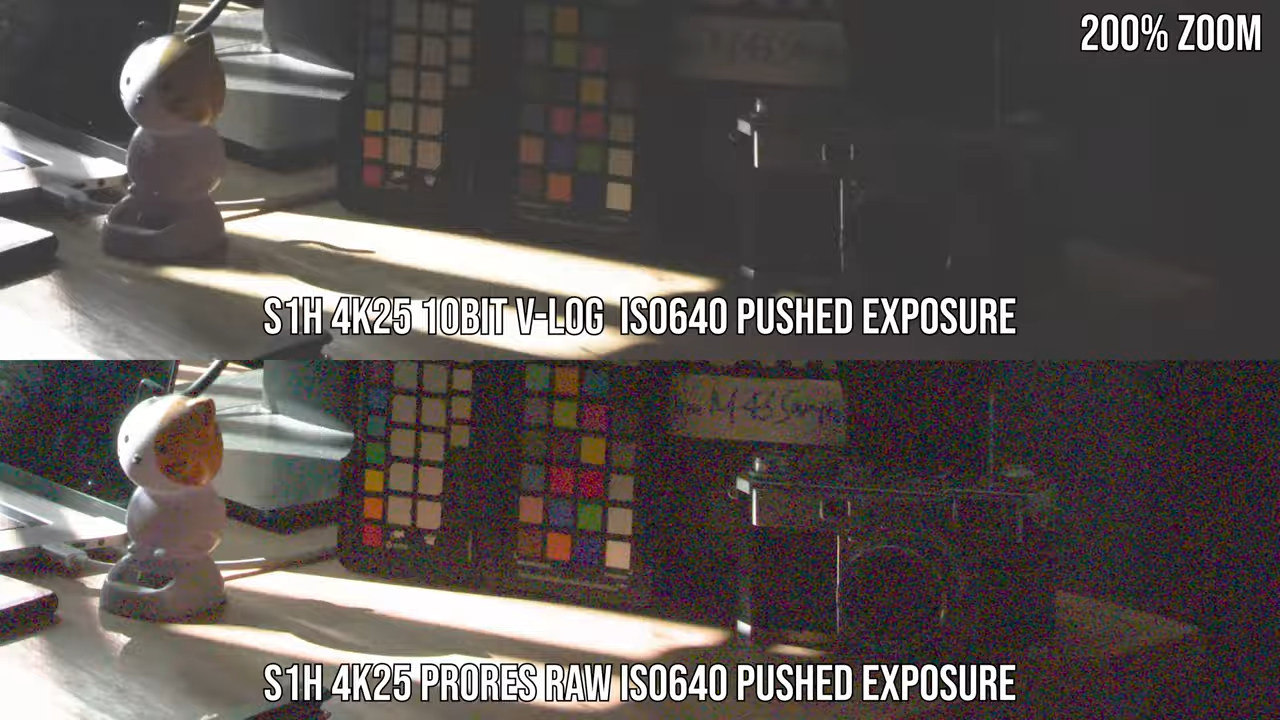 200% ZOOM
S1H 4K25 10BIT V-LOG ISO640 PUSHED EXPOSURE
S1H 4K25 PRORES RAW ISO640 PUSHED EXPOSURE